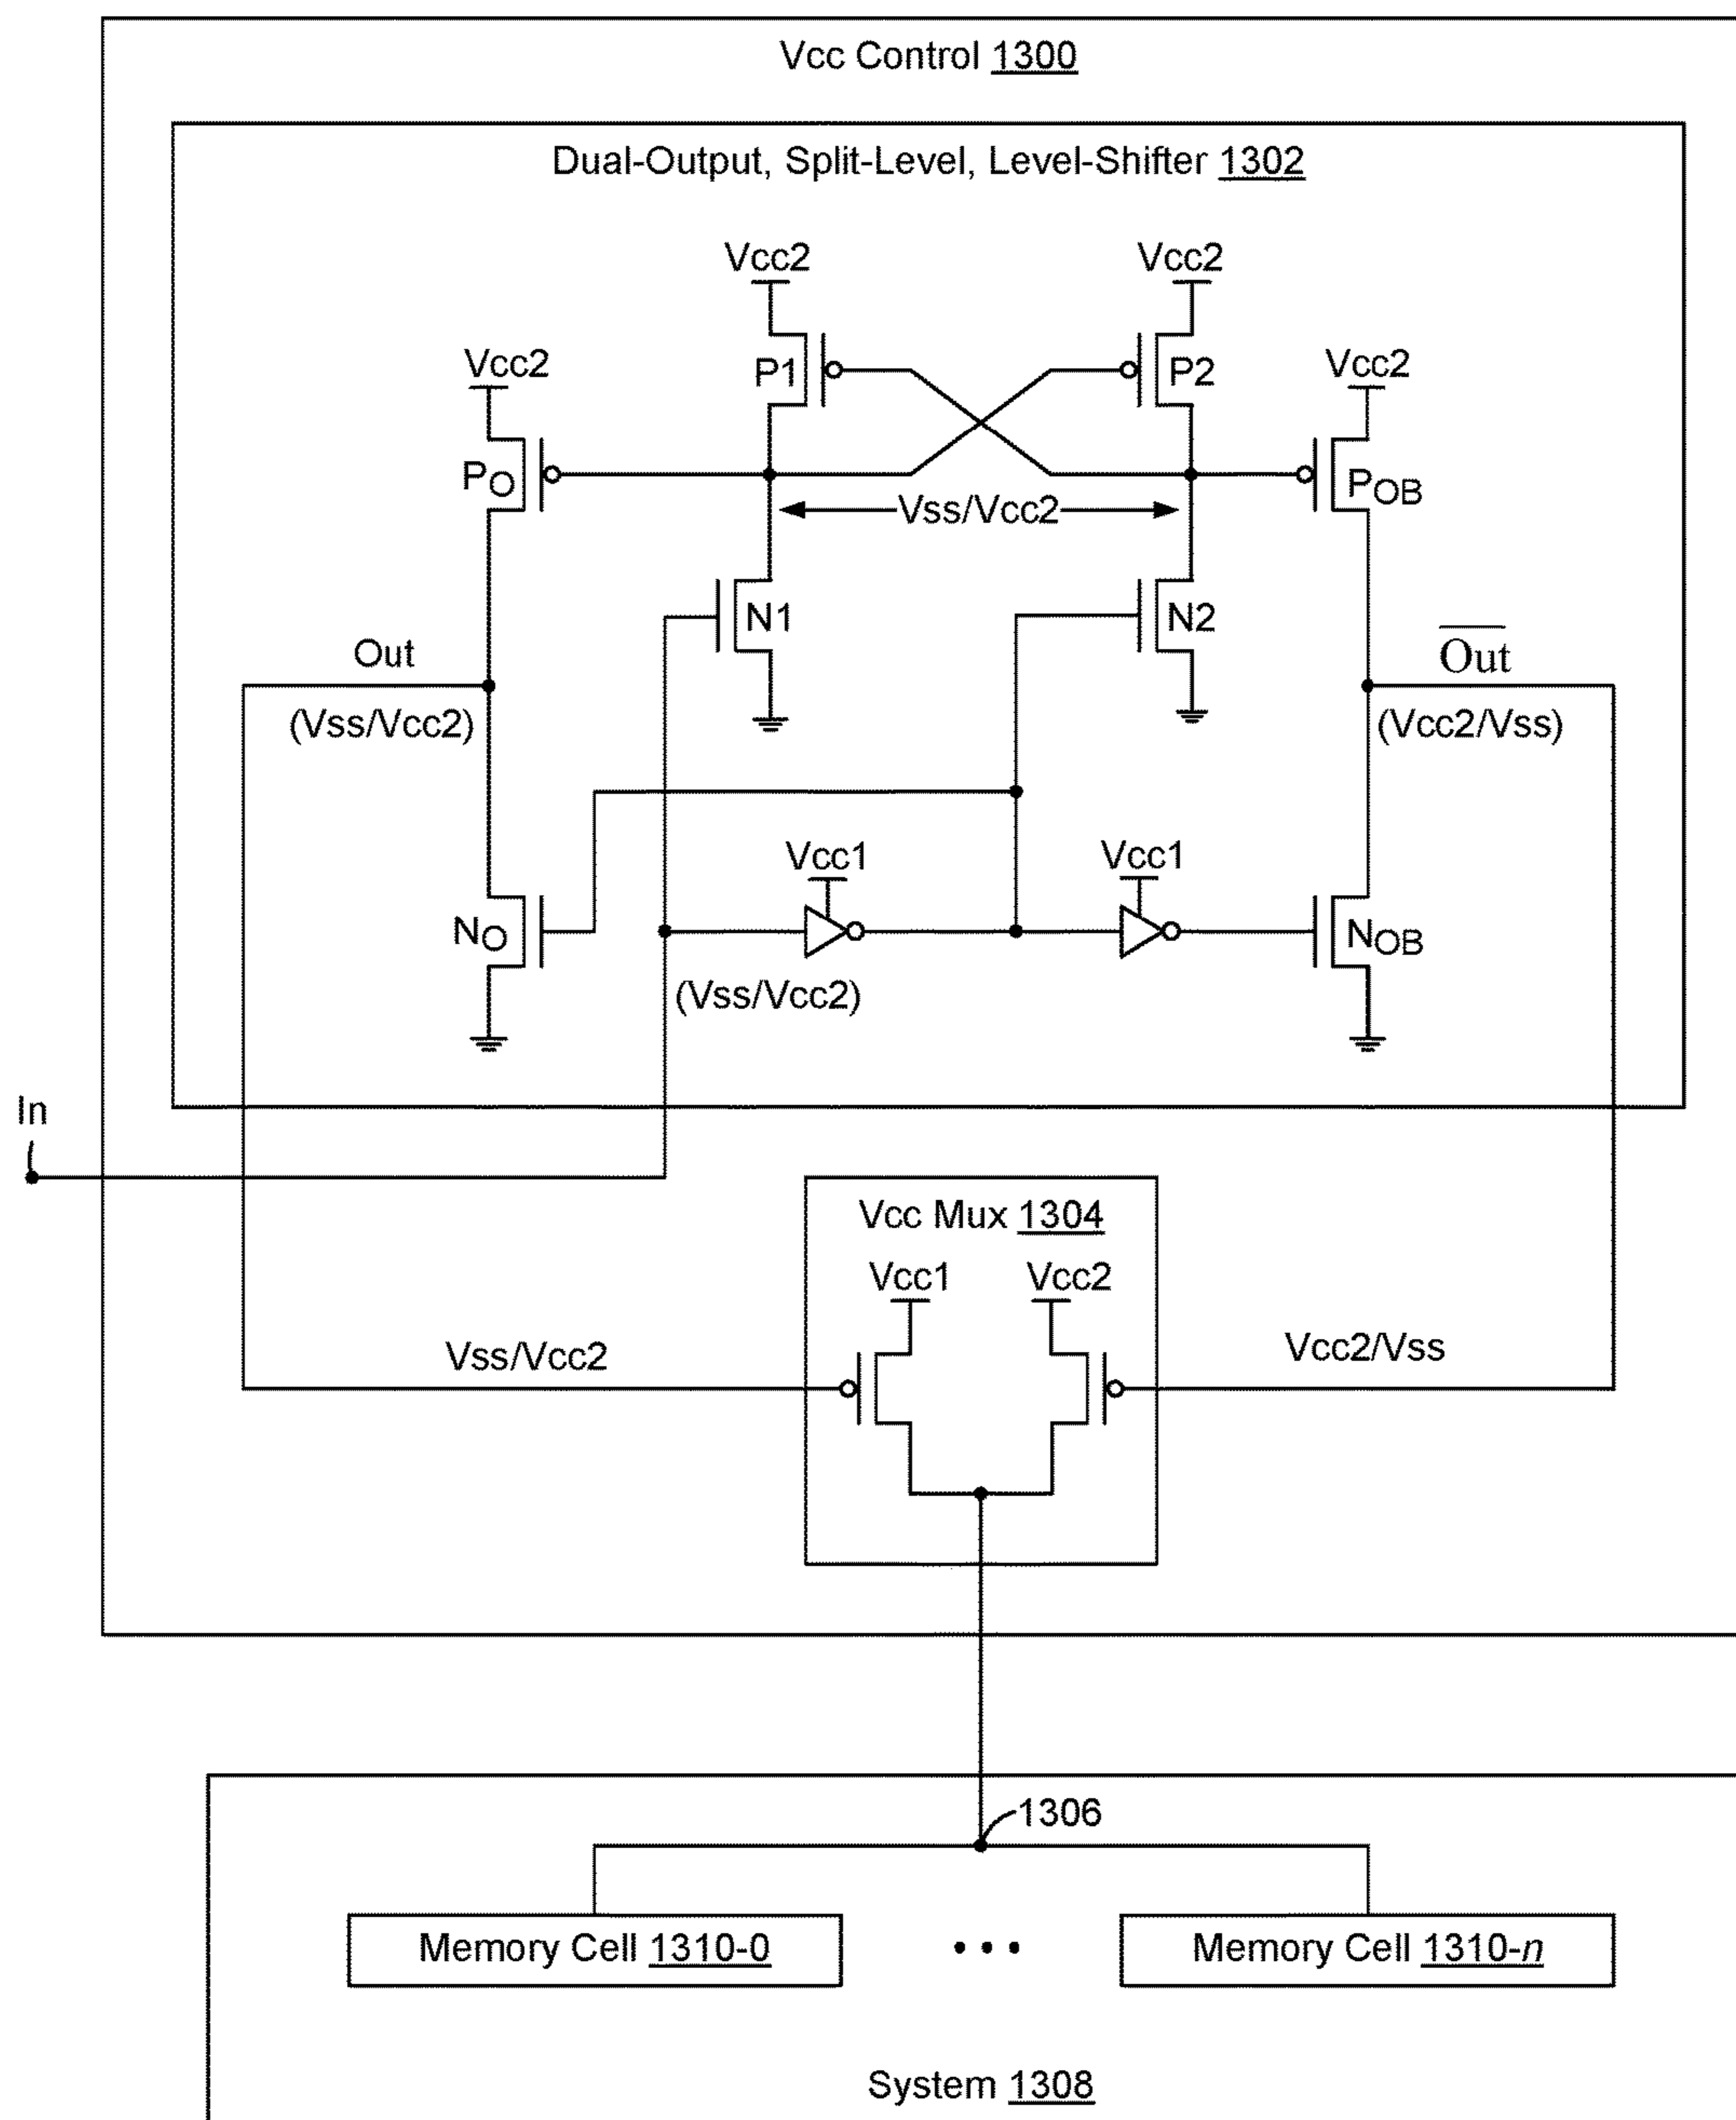 Vcc Control 1300
Dual-Output, Split-Level, Level-Shifter 1302
Vcc2
Vcc2
Vcc2
P1
P2
Vcc2
PO
POB
Vss/Vcc2
N1
N2
Out
Out
(Vss/Vcc2)
(Vcc2/Vss)
Vcc1
Vcc1
NO
NOB
(Vss/Vcc2)
In
Vcc Mux 1304
Vcc1
Vcc2
Vss/Vcc2
Vcc2/Vss
1306
Memory Cell 1310-0
• • •
Memory Cell 1310-n
System 1308